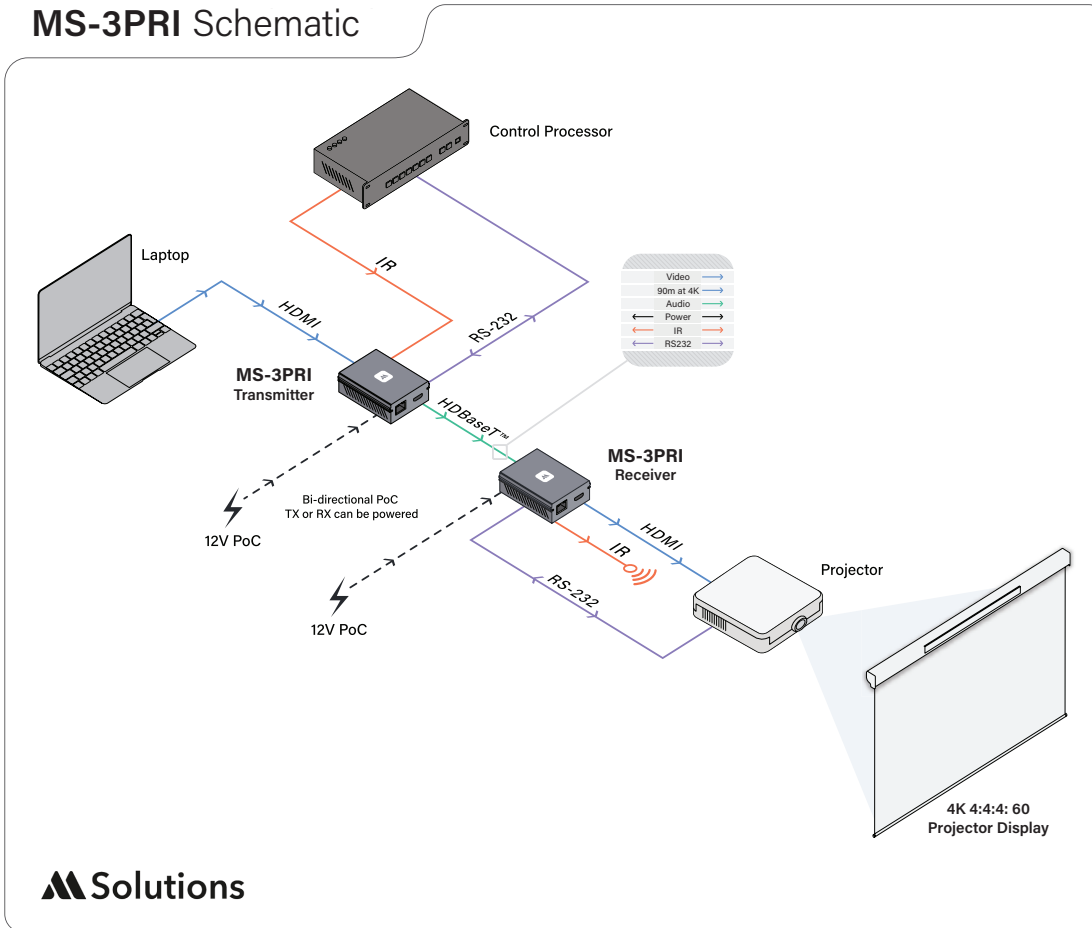 MS-3PRI Schematic
Control Processor
Laptop
IR
HDMI
RS-232
Video
90m at 4K
Audio
Power
IR
RS232
MS-3PRI
Transmitter
4
HDBaseT™
MS-3PRI
Receiver
4
Bi-directional PoC
TX or RX can be powered
12V PoC
HDMI
IR
RS-232
Projector
12V PoC
4K 4:4:4: 60
Projector Display
Solutions